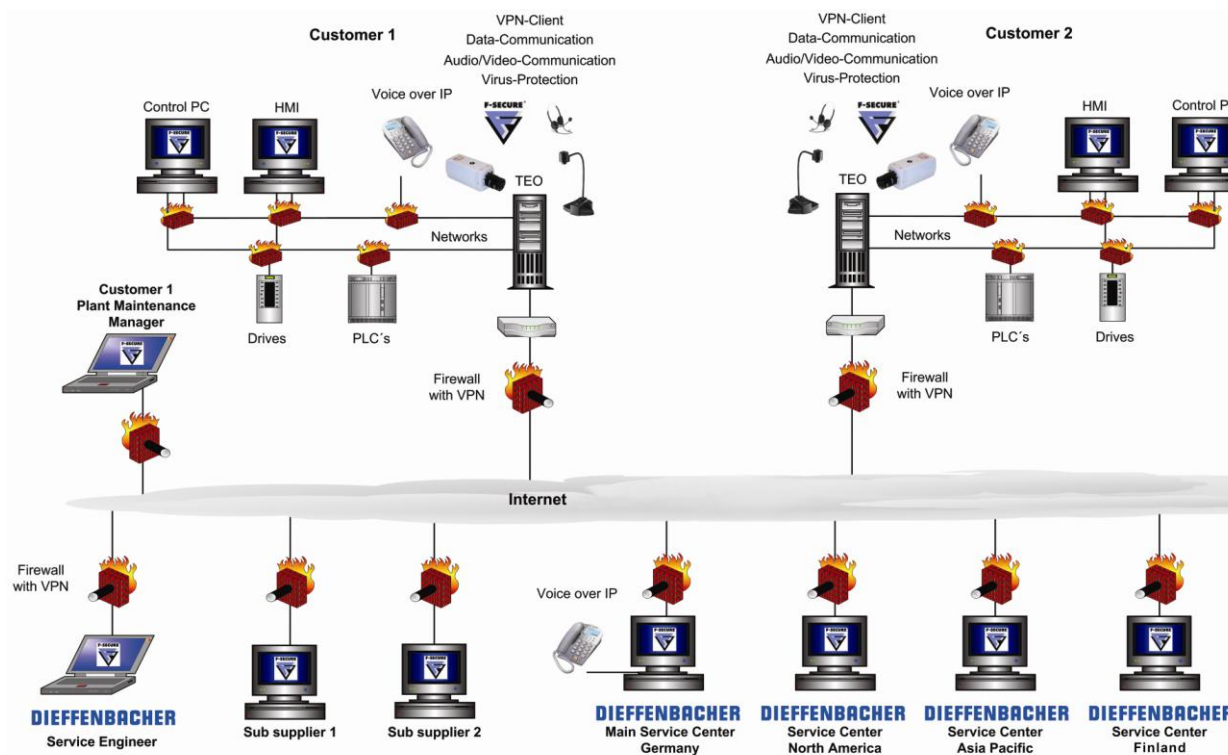 VPN-Client
Data-Communication
Audio/Video-Communication
Virus-Protection
Customer 1
Control PC
HMI
Voice over IP
F-SECURE
TEO
Networks
Drives
PLC´s
Firewall
with VPN
VPN-Client
Data-Communication
Audio/Video-Communication
Virus-Protection
Customer 2
F-SECURE
Voice over IP
HMI
Control P
TEO
Networks
PLC´s
Drives
Firewall
with VPN
Customer 1
Plant Maintenance
Manager
Internet
Firewall
with VPN
Voice over IP
DIEFFENBACHER
Service Engineer
Sub supplier 1
Sub supplier 2
DIEFFENBACHER
Main Service Center
Germany
DIEFFENBACHER
Service Center
North America
DIEFFENBACHER
Service Center
Asia Pacific
DIEFFENBACHER
Service Center
Finland